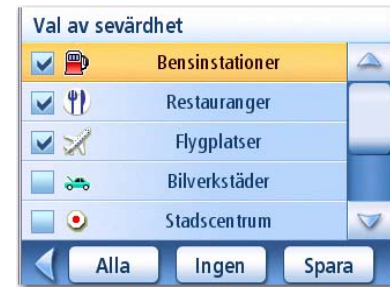 Val av sevärdhet
Bensinstationer
Restauranger
Flygplatser
Bilverkstäder
Stadscentrum
Alla Ingen Spara